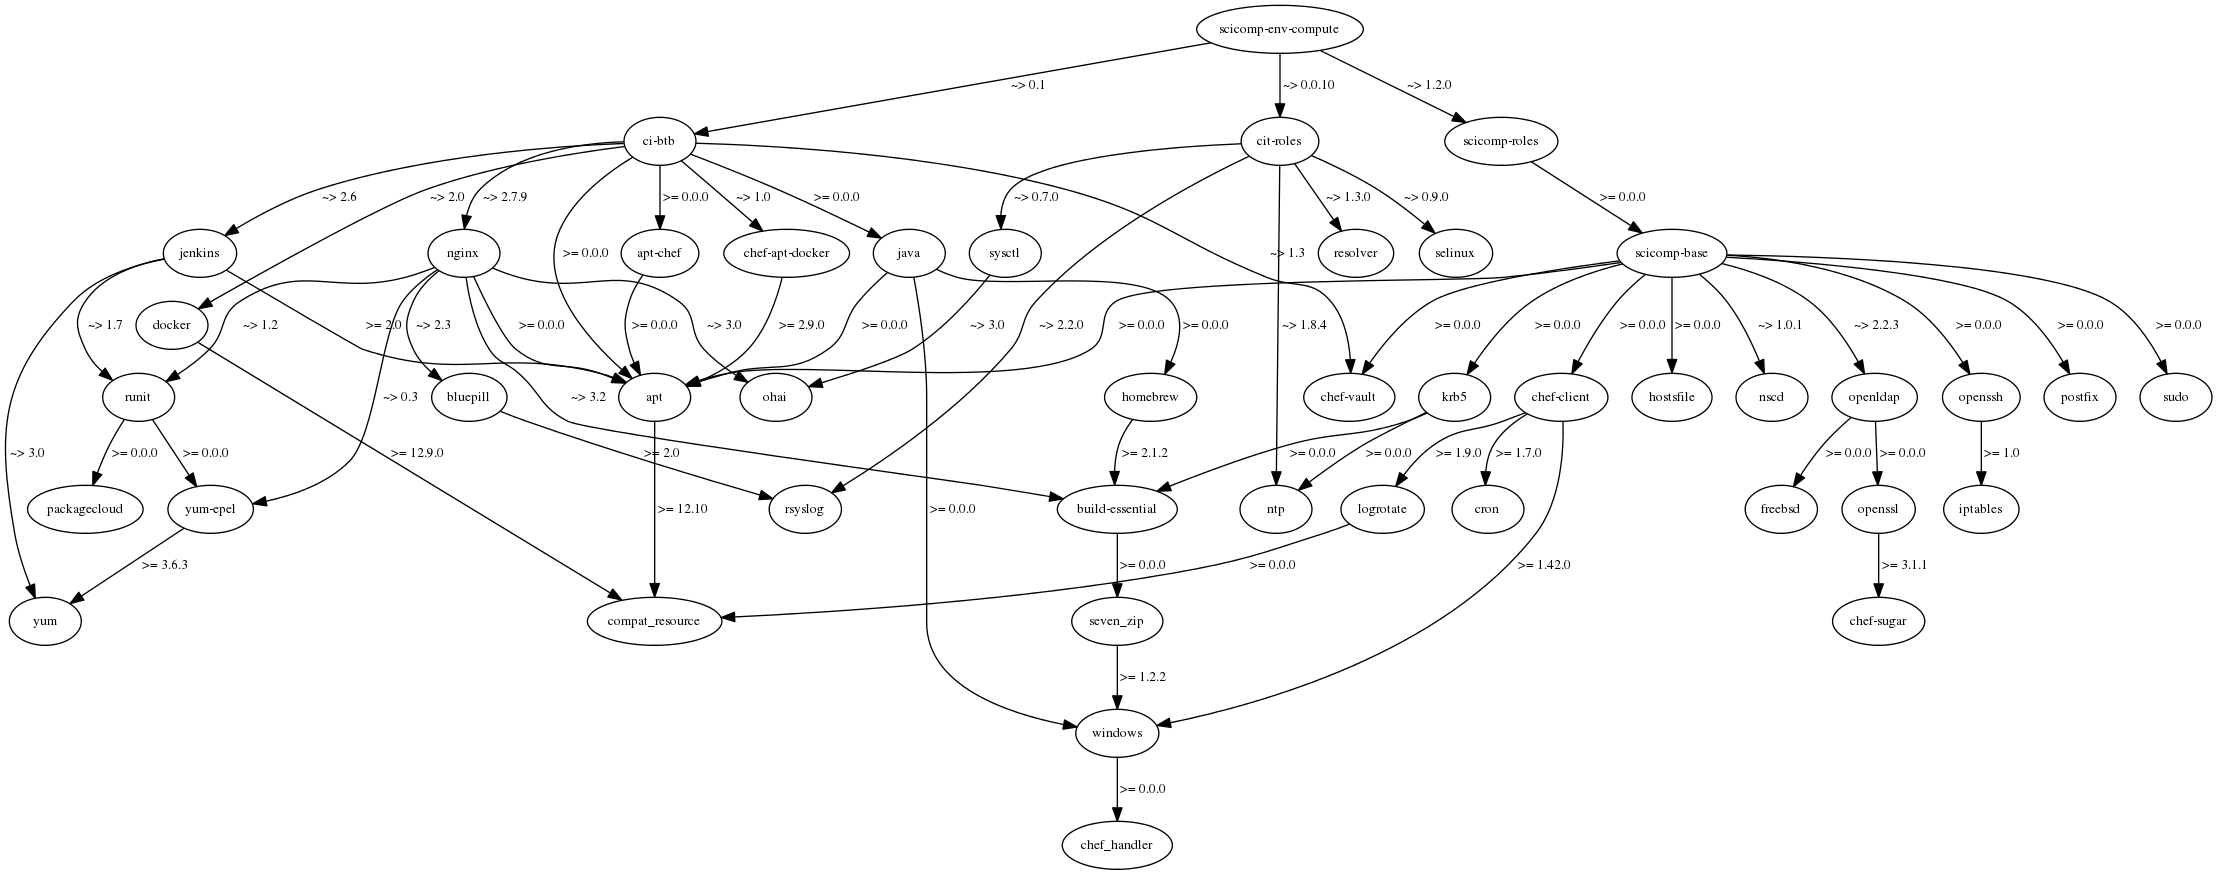 scicomp-env-compute
~> 0.1
~> 0.0.10
~> 1.2.0
ci-btb
cit-roles
scicomp-roles
~> 2.6
~> 2.0
~> 2.7.9
>= 0.0.0
~> 1.0
>= 0.0.0
~> 0.7.0
~> 1.3.0
~> 0.9.0
>= 0.0.0
jenkins
nginx
>= 0.0.0
apt-chef
chef-apt-docker
java
sysctl
~> 1.3
resolver
selinux
scicomp-base
~> 1.7
docker
~> 1.2
>= 2.0
~> 2.3
>= 0.0.0
>= 0.0.0
~> 3.0
>= 2.9.0
>= 0.0.0
~> 3.0
~> 2.2.0
>= 0.0.0
>= 0.0.0
~> 1.8.4
>= 0.0.0
>= 0.0.0
>= 0.0.0
>= 0.0.0
~> 1.0.1
~> 2.2.3
>= 0.0.0
>= 0.0.0
>= 0.0.0
runit
~> 0.3
bluepill
~> 3.2
apt
ohai
homebrew
chef-vault
krb5
chef-client
hostsfile
nscd
openldap
openssh
postfix
sudo
~> 3.0
>= 0.0.0
>= 0.0.0
>= 12.9.0
>= 2.0
>= 2.1.2
>= 0.0.0
>= 0.0.0
>= 1.9.0
>= 1.7.0
>= 0.0.0
>= 0.0.0
>= 1.0
packagecloud
yum-epel
>= 12.10
rsyslog
>= 0.0.0
build-essential
ntp
logrotate
cron
freebsd
openssl
iptables
>= 3.6.3
>= 0.0.0
>= 0.0.0
>= 1.42.0
>= 3.1.1
yum
compat_resource
seven_zip
chef-sugar
>= 1.2.2
windows
>= 0.0.0
chef_handler